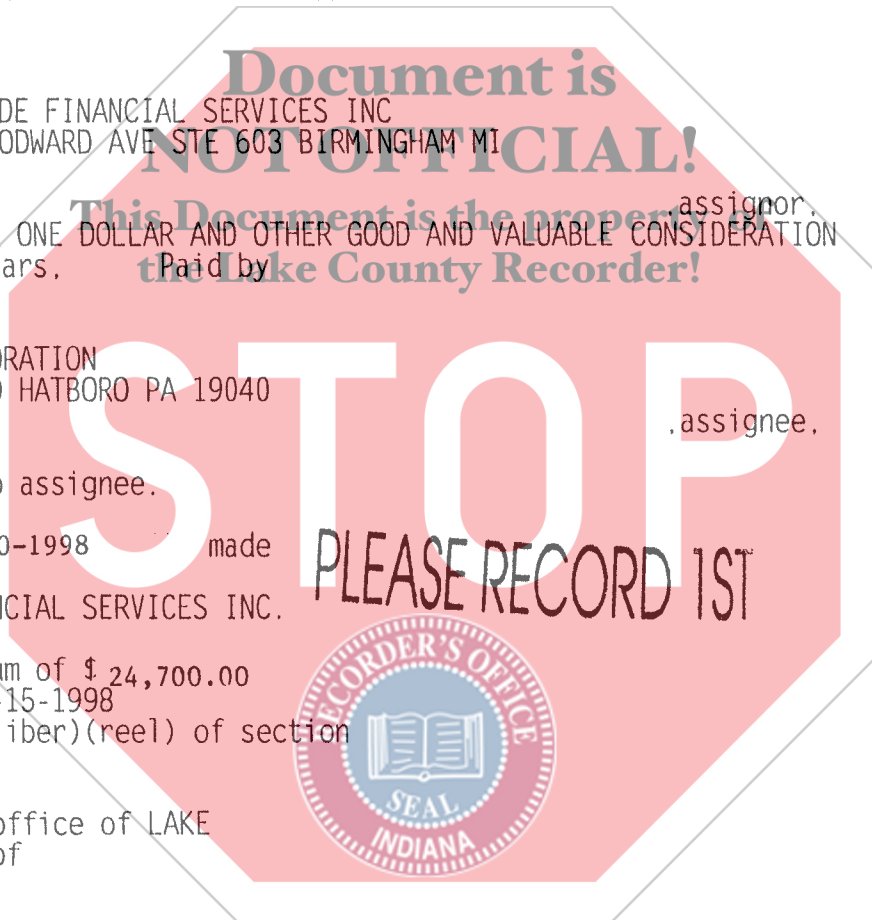 Document is
DE FINANCIAL SERVICES INC
ODWARD AVE STE 603 BIRMINGHAM MI
NOT OFFICIAL!
,assignor,
This Document is the property of
ONE DOLLAR AND OTHER GOOD AND VALUABLE CONSIDERATION
ars, Paid by
the Lake County Recorder!
ORATION
HATBORO PA 19040
,assignee,
STOP
assignee.
0-1998 made
PLEASE RECORD 1ST
NCIAL SERVICES INC.
um of $ 24,700.00
-15-1998
iber)(reel) of section
RECORDER'S OFFICE
SEAL
INDIANA
office of LAKE
of